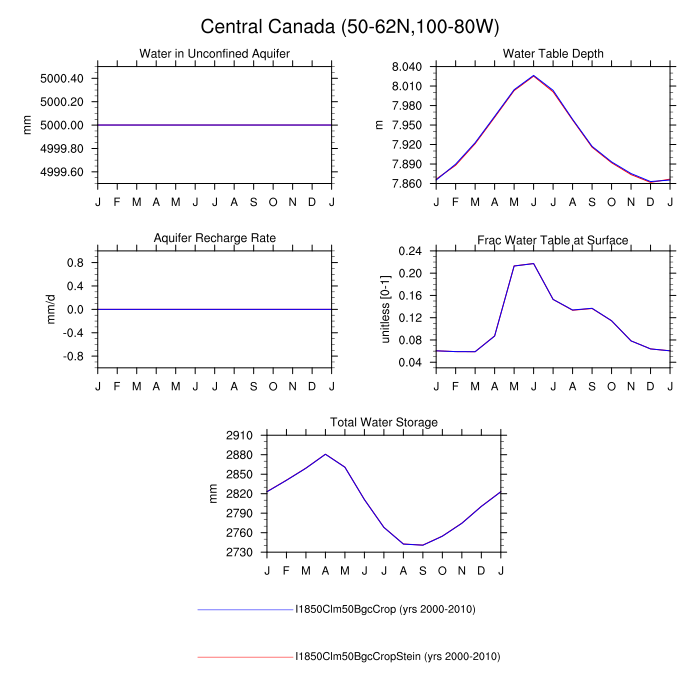 Central Canada (50-62N,100-80W)
Water in Unconfined Aquifer
5000.40
5000.20
5000.00
4999.80
4999.60
mm
J F M A M J J A S O N D J
Water Table Depth
8.040
8.010
7.980
7.950
7.920
7.890
7.860
m
J F M A M J J A S O N D J
Aquifer Recharge Rate
0.8
0.4
0.0
-0.4
-0.8
mm/d
J F M A M J J A S O N D J
Frac Water Table at Surface
0.24
0.20
0.16
0.12
0.08
0.04
unitless [0-1]
J F M A M J J A S O N D J
Total Water Storage
2910
2880
2850
2820
2790
2760
2730
mm
J F M A M J J A S O N D J
I1850Clm50BgcCrop (yrs 2000-2010)
I1850Clm50BgcCropStein (yrs 2000-2010)